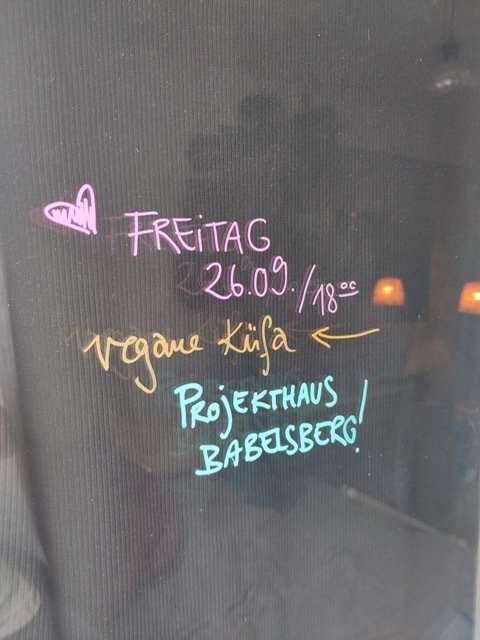 FREITAG
26.09./18⁰⁰
vegane Küfa ←
PROJEKTHAUS
BABELSBERG!